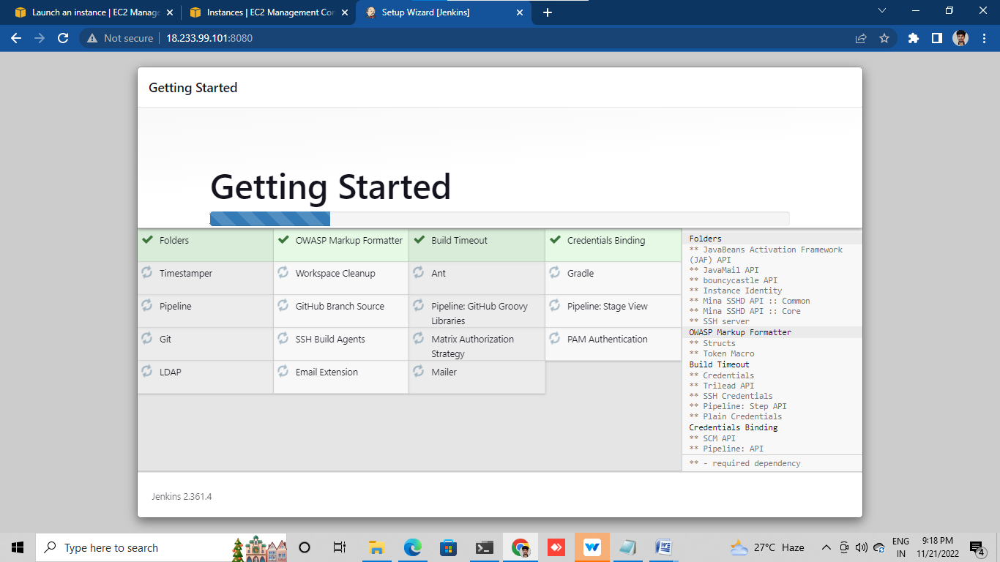 Launch an instance | EC2 Manage
Instances | EC2 Management Con
Setup Wizard [Jenkins]
Not secure
18.233.99.101:8080
Getting Started
Getting Started
Folders
OWASP Markup Formatter
Build Timeout
Credentials Binding
Timestamper
Workspace Cleanup
Ant
Gradle
Pipeline
GitHub Branch Source
Pipeline: GitHub Groovy
Libraries
Pipeline: Stage View
Git
SSH Build Agents
Matrix Authorization
Strategy
PAM Authentication
LDAP
Email Extension
Mailer
Folders
** JavaBeans Activation Framework
(JAF) API
** JavaMail API
** bouncycastle API
** Instance Identity
** Mina SSHD API :: Common
** Mina SSHD API :: Core
** SSH server
OWASP Markup Formatter
** Structs
** Token Macro
Build Timeout
** Credentials
** Trilead API
** SSH Credentials
** Pipeline: Step API
** Plain Credentials
Credentials Binding
** SCM API
** Pipeline: API
** - required dependency
Jenkins 2.361.4
Type here to search
27°C Haze
ENG
IN
9:18 PM
11/21/2022
4